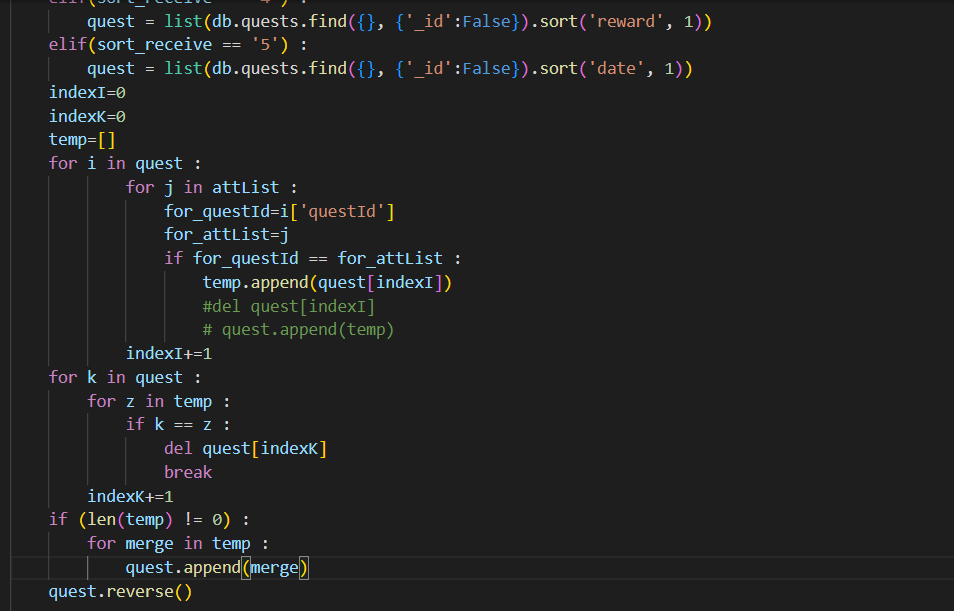 elif(sort_receive == '4') :
quest = list(db.quests.find({}, {'_id':False}).sort('reward', 1))
elif(sort_receive == '5') :
quest = list(db.quests.find({}, {'_id':False}).sort('date', 1))
indexI=0
indexK=0
temp=[]
for i in quest :
for j in attList :
for_questId=i['questId']
for_attList=j
if for_questId == for_attList :
temp.append(quest[indexI])
#del quest[indexI]
# quest.append(temp)
indexI+=1
for k in quest :
for z in temp :
if k == z :
del quest[indexK]
break
indexK+=1
if (len(temp) != 0) :
for merge in temp :
quest.append(merge)
quest.reverse()